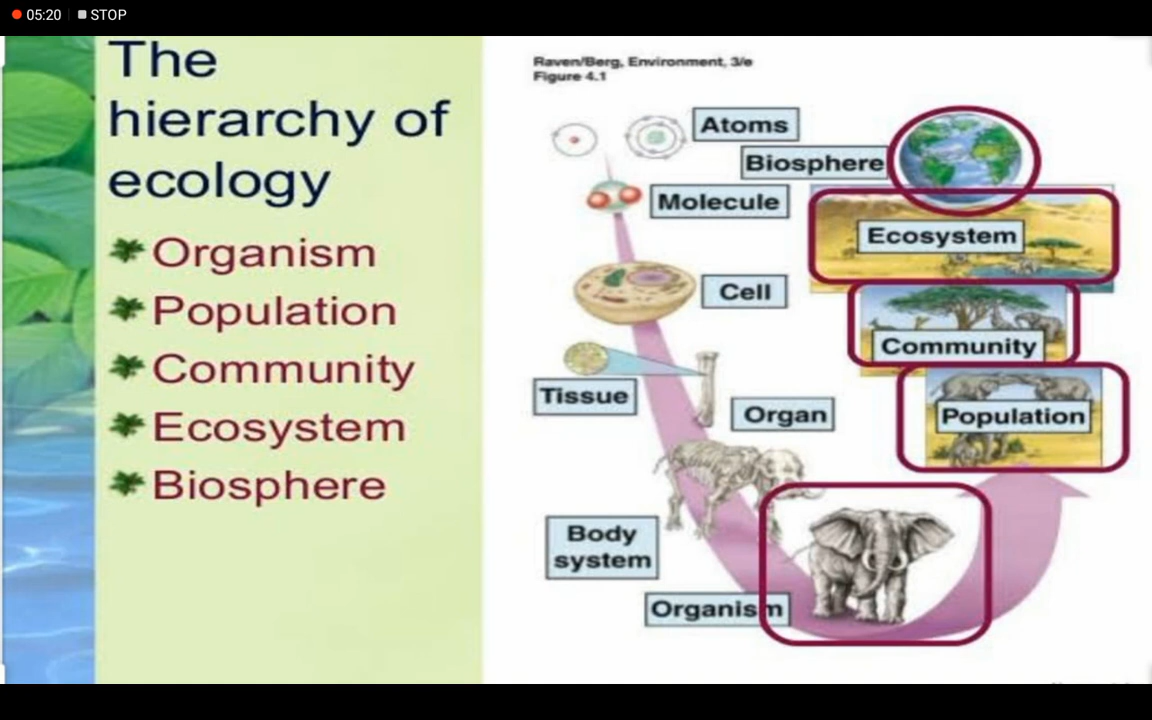 05:20 STOP
The
hierarchy of
ecology
Organism
Population
Community
Ecosystem
Biosphere
Raven/Berg, Environment, 3/e
Figure 4.1
Atoms
Biosphere
Molecule
Ecosystem
Cell
Community
Tissue
Organ
Population
Body
system
Organism